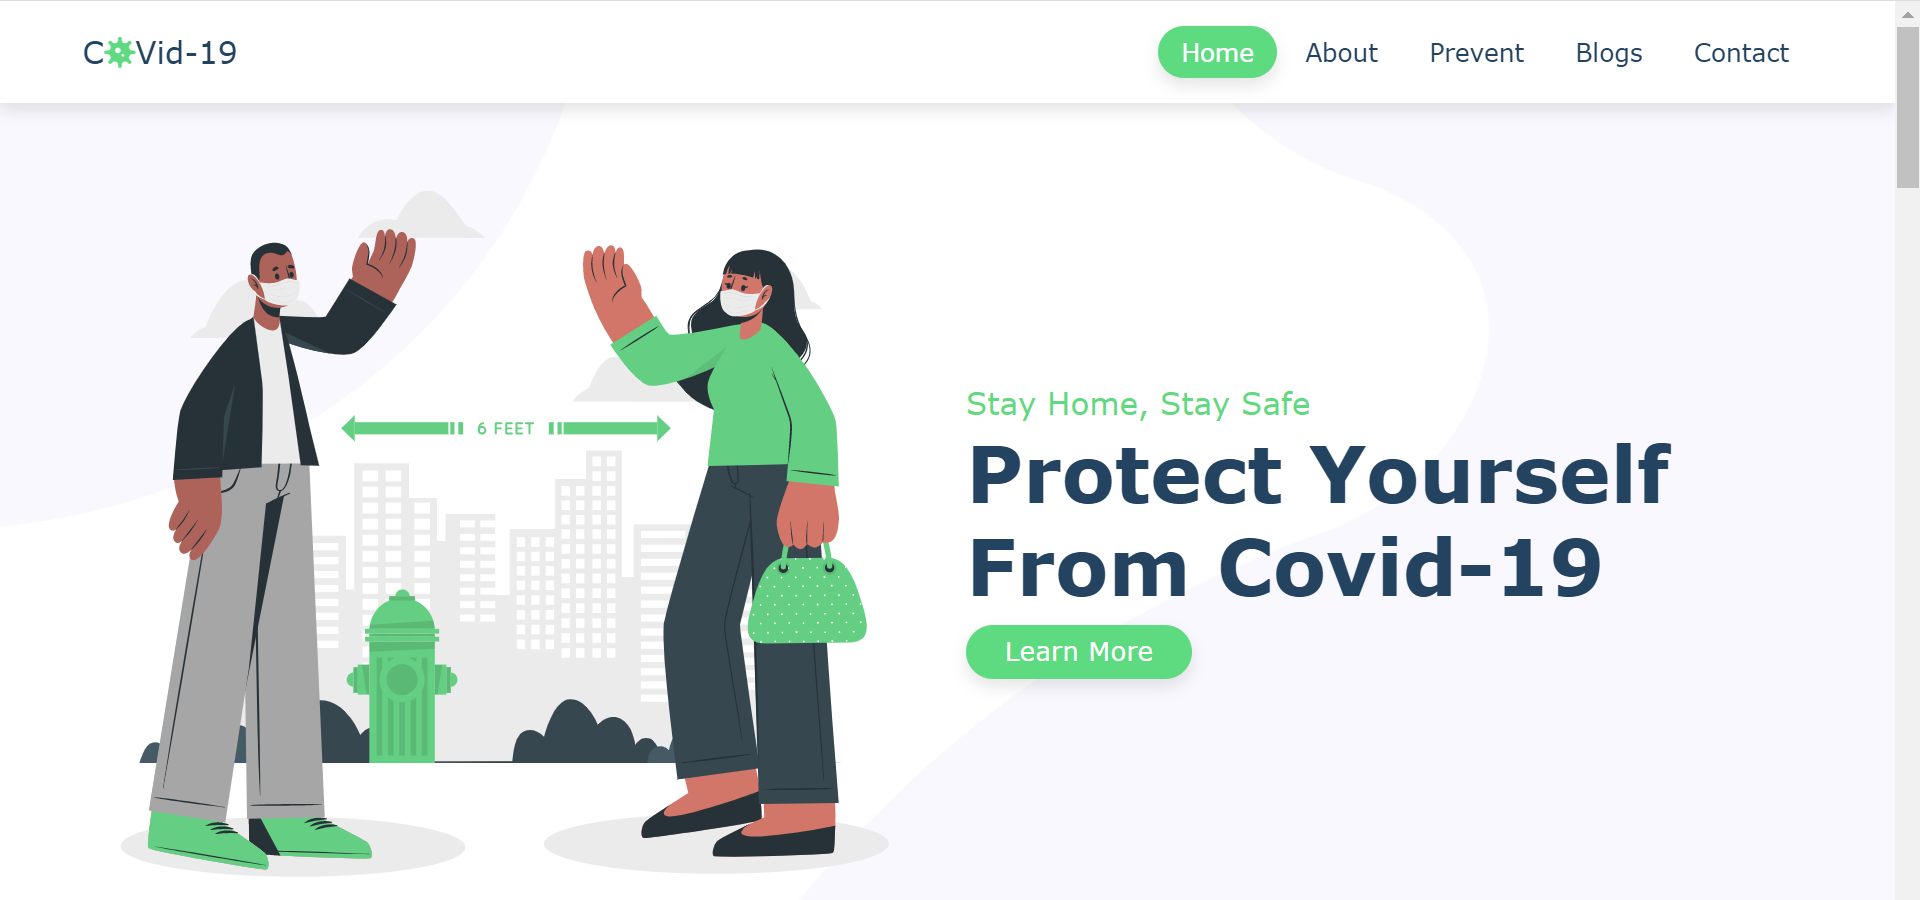 COVid-19
Home About Prevent Blogs Contact
6 FEET
Stay Home, Stay Safe
Protect Yourself
From Covid-19
Learn More